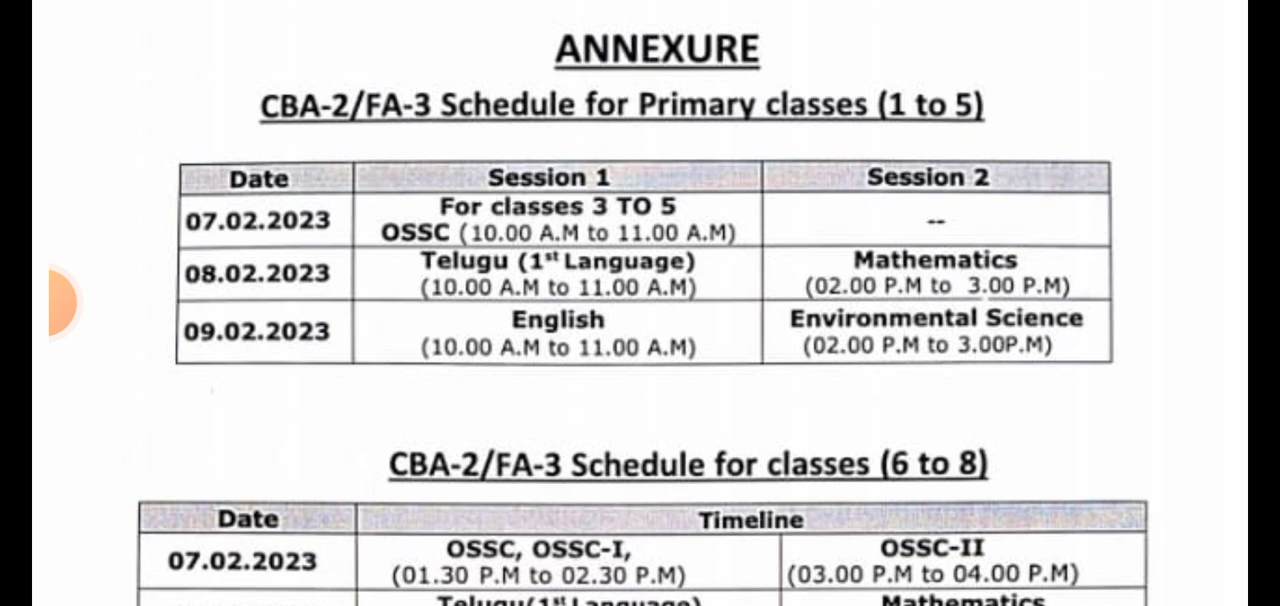 ANNEXURE
CBA-2/FA-3 Schedule for Primary classes (1 to 5)
Date Session 1 Session 2
07.02.2023 For classes 3 TO 5
OSSC (10.00 A.M to 11.00 A.M) --
08.02.2023 Telugu (1st Language) Mathematics
(10.00 A.M to 11.00 A.M) (02.00 P.M to 3.00 P.M)
09.02.2023 English Environmental Science
(10.00 A.M to 11.00 A.M) (02.00 P.M to 3.00P.M)
CBA-2/FA-3 Schedule for classes (6 to 8)
Date Timeline
07.02.2023 OSSC, OSSC-I, OSSC-II
(01.30 P.M to 02.30 P.M) (03.00 P.M to 04.00 P.M)
Telugu(1st Language) Mathematics